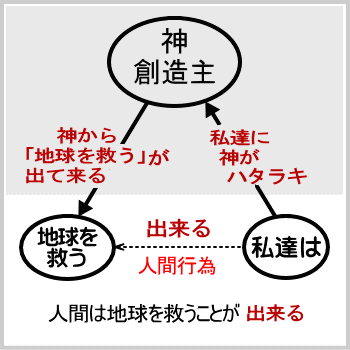 神
創造主
神から
「地球を救う」が
出て来る
私達に
神が
ハタラキ
地球を
救う
出来る
人間行為
私達は
人間は地球を救うことが 出来る